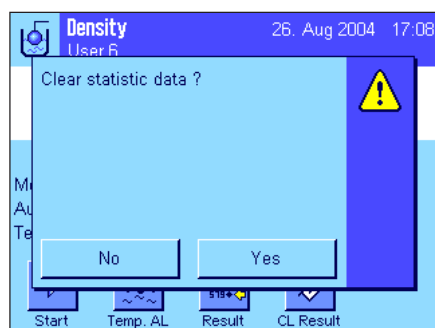 Density 26. Aug 2004 17:08
User 6
Clear statistic data ?
No Yes
Start Temp. AL Result CL Result